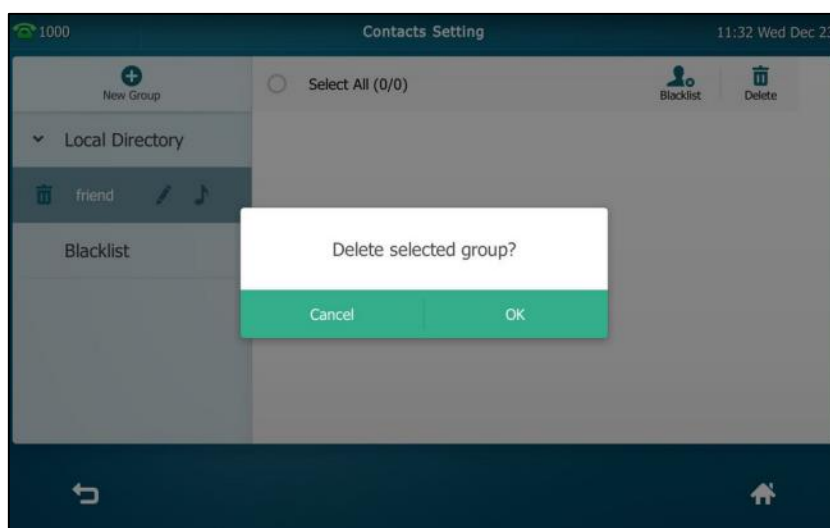 1000
Contacts Setting
11:32 Wed Dec 23
New Group
Select All (0/0)
Blacklist
Delete
Local Directory
friend
Blacklist
Delete selected group?
Cancel
OK